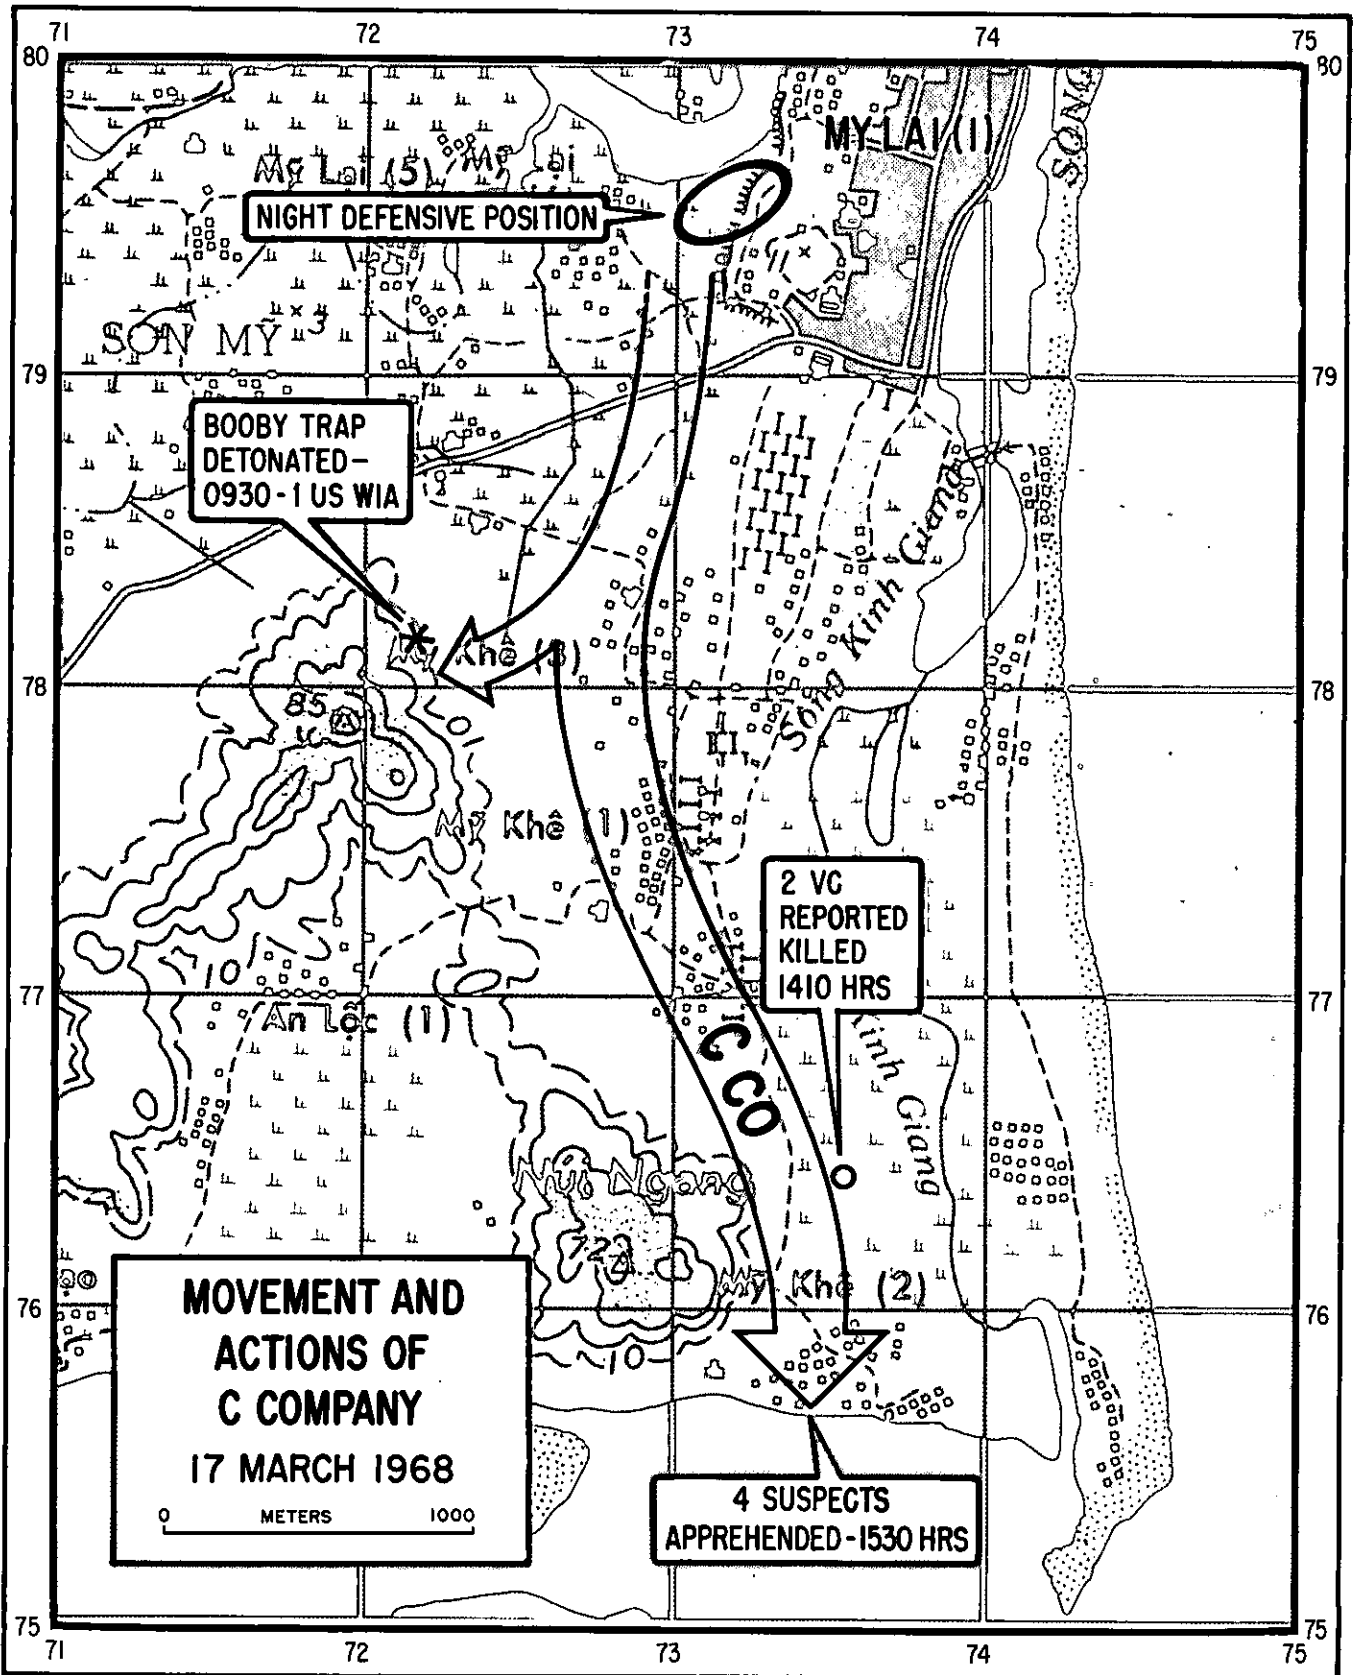 71 72 73 74 75
80 80
MY LAI (1)
SÔNG
Mỹ Lai (5)
NIGHT DEFENSIVE POSITION
SON MỸ
3
79 79
BOOBY TRAP
DETONATED-
0930-1 US WIA
Sông Kinh Giang
Khê (3)
78 78
85
10
Mỹ Khê (1)
2 VC
REPORTED
KILLED
1410 HRS
10
77 77
An Lộc (1)
C CO
Kinh Giang
Núi Ngang
72
Mỹ Khê (2)
76 76
10
MOVEMENT AND
ACTIONS OF
C COMPANY
17 MARCH 1968
0 METERS 1000
4 SUSPECTS
APPREHENDED-1530 HRS
75 75
71 72 73 74 75